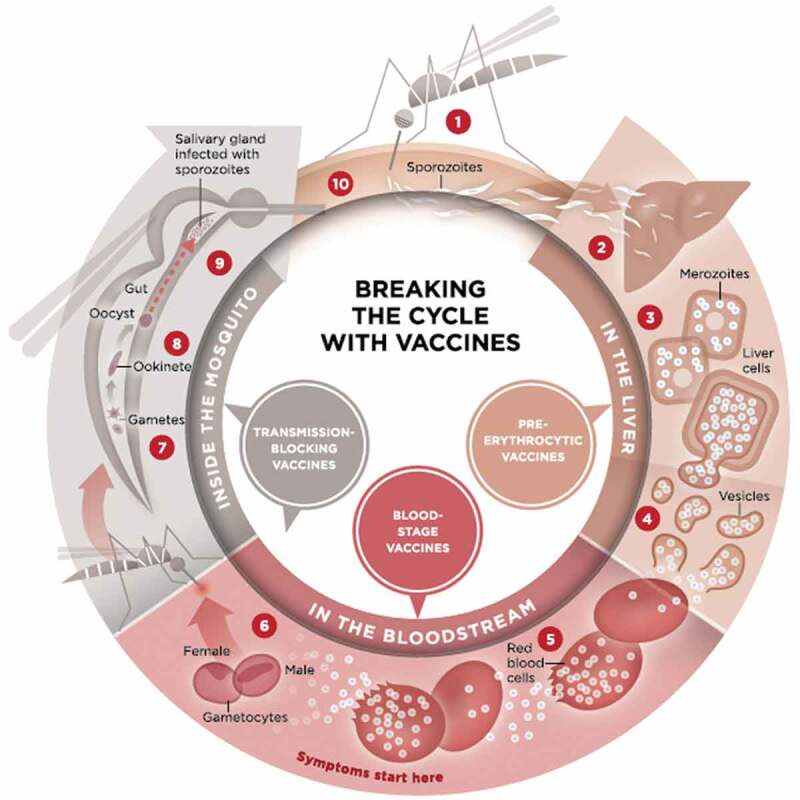 BREAKING
THE CYCLE
WITH VACCINES
1
Sporozoites
2
3
Merozoites
Liver
cells
IN THE LIVER
PRE-
ERYTHROCYTIC
VACCINES
4
Vesicles
5
Red
blood
cells
IN THE BLOODSTREAM
BLOOD-
STAGE
VACCINES
Symptoms start here
6
Female
Male
Gametocytes
INSIDE THE MOSQUITO
TRANSMISSION-
BLOCKING
VACCINES
7
Gametes
Ookinete
8
Oocyst
Gut
9
Salivary gland
infected with
sporozoites
10